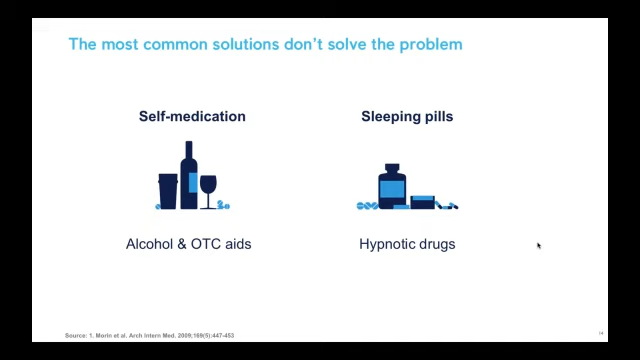 The most common solutions don't solve the problem
Self-medication
Sleeping pills
Alcohol & OTC aids
Hypnotic drugs
Source: 1. Morin et al. Arch Intern Med. 2009;169(5):447-453